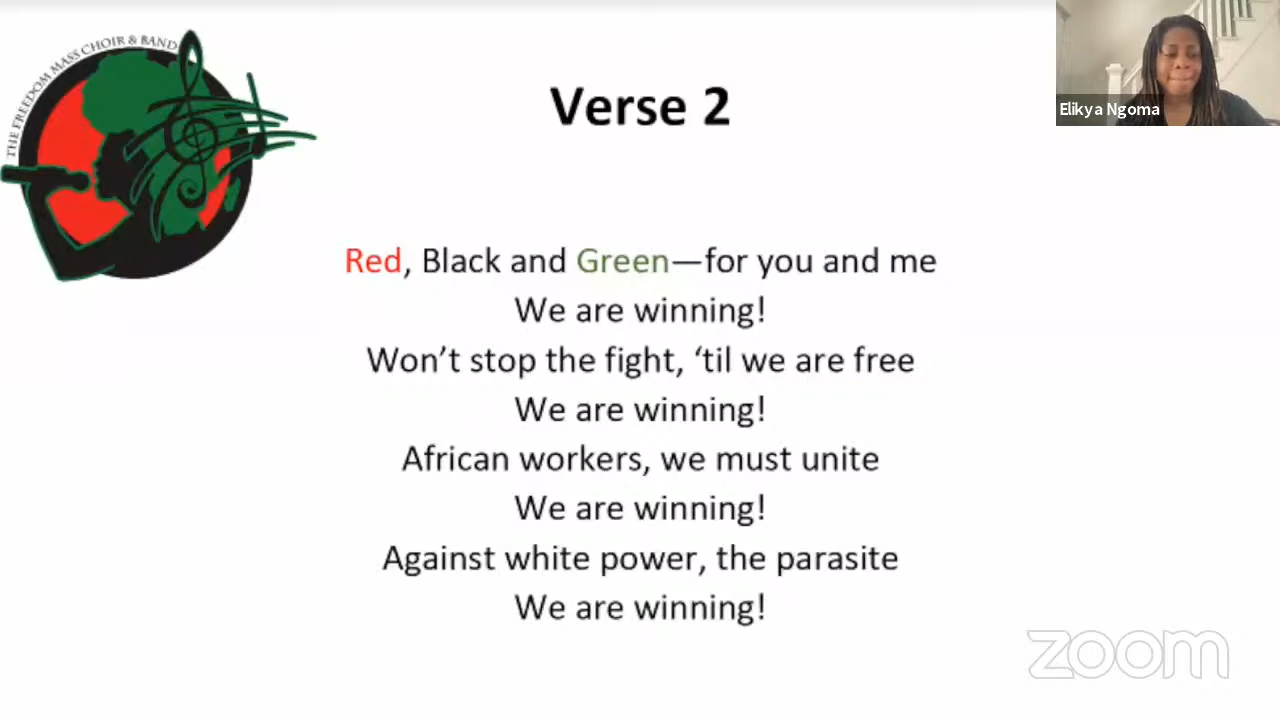 THE FREEDOM MASS CHOIR & BAND
Verse 2
Elikya Ngoma
Red, Black and Green—for you and me
We are winning!
Won’t stop the fight, ‘til we are free
We are winning!
African workers, we must unite
We are winning!
Against white power, the parasite
We are winning!
zoom